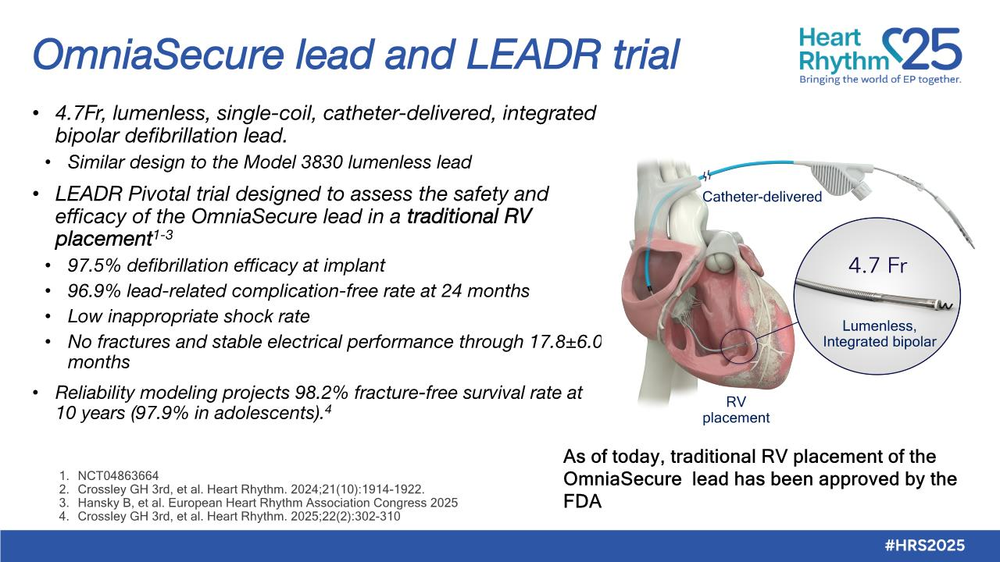 OmniaSecure lead and LEADR trial
Heart
Rhythm 25
Bringing the world of EP together.
• 4.7Fr, lumenless, single-coil, catheter-delivered, integrated
bipolar defibrillation lead.
• Similar design to the Model 3830 lumenless lead
• LEADR Pivotal trial designed to assess the safety and
efficacy of the OmniaSecure lead in a traditional RV
placement1-3
• 97.5% defibrillation efficacy at implant
• 96.9% lead-related complication-free rate at 24 months
• Low inappropriate shock rate
• No fractures and stable electrical performance through 17.8±6.0
months
• Reliability modeling projects 98.2% fracture-free survival rate at
10 years (97.9% in adolescents).4
Catheter-delivered
4.7 Fr
Lumenless,
Integrated bipolar
RV
placement
As of today, traditional RV placement of the
OmniaSecure lead has been approved by the
FDA
1. NCT04863664
2. Crossley GH 3rd, et al. Heart Rhythm. 2024;21(10):1914-1922.
3. Hansky B, et al. European Heart Rhythm Association Congress 2025
4. Crossley GH 3rd, et al. Heart Rhythm. 2025;22(2):302-310
#HRS2025